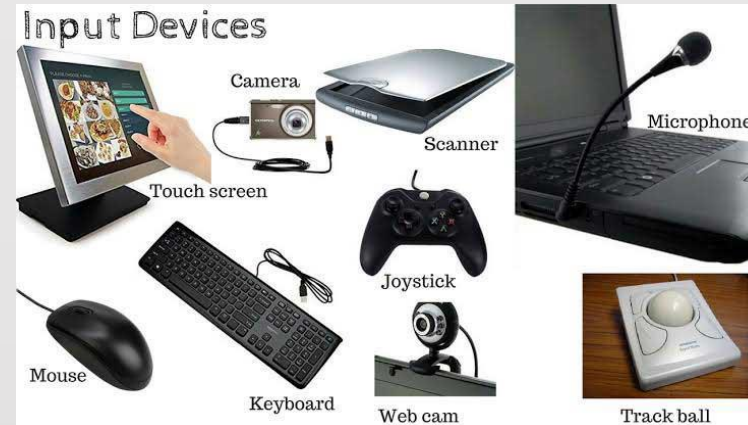 Input Devices
Camera
Scanner
Microphone
Touch screen
Joystick
Mouse
Keyboard
Web cam
Track ball